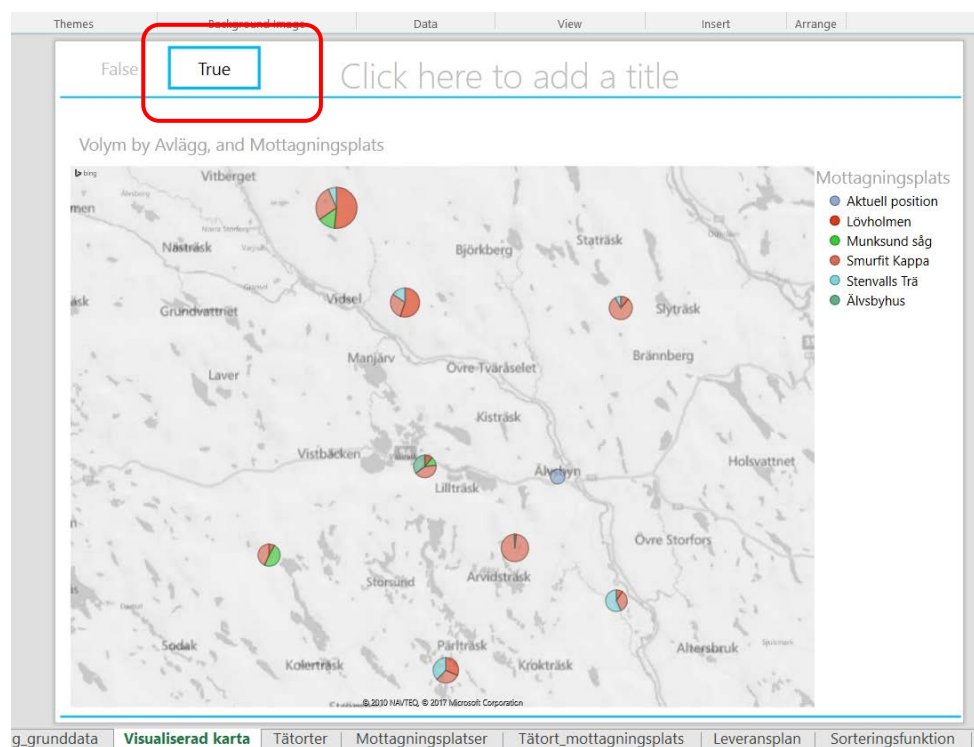 Themes Background Image Data View Insert Arrange
False True Click here to add a title
Volym by Avlägg, and Mottagningsplats
bing
Vitberget
Mottagningsplats
Aktuell position
Lövholmen
Munksund såg
Smurfit Kappa
Stenvalls Trä
Älvsbyhus
Nästräsk
Björkberg
Staträsk
Vidsel
Grundvattnet
Slyträsk
Manjärv
Övre Tväråselet
Brännberg
Laver
Kisträsk
Vistbäcken
Älvsbyn
Holsvattnet
Lillträsk
Övre Storfors
Storsund
Arvidsträsk
Sodak
Pärlträsk
Altersbruk
Kolerträsk
Krokträsk
© 2010 NAVTEQ, © 2017 Microsoft Corporation
g_grunddata Visualiserad karta Tätorter Mottagningsplatser Tätort_mottagningsplats Leveransplan Sorteringsfunktion